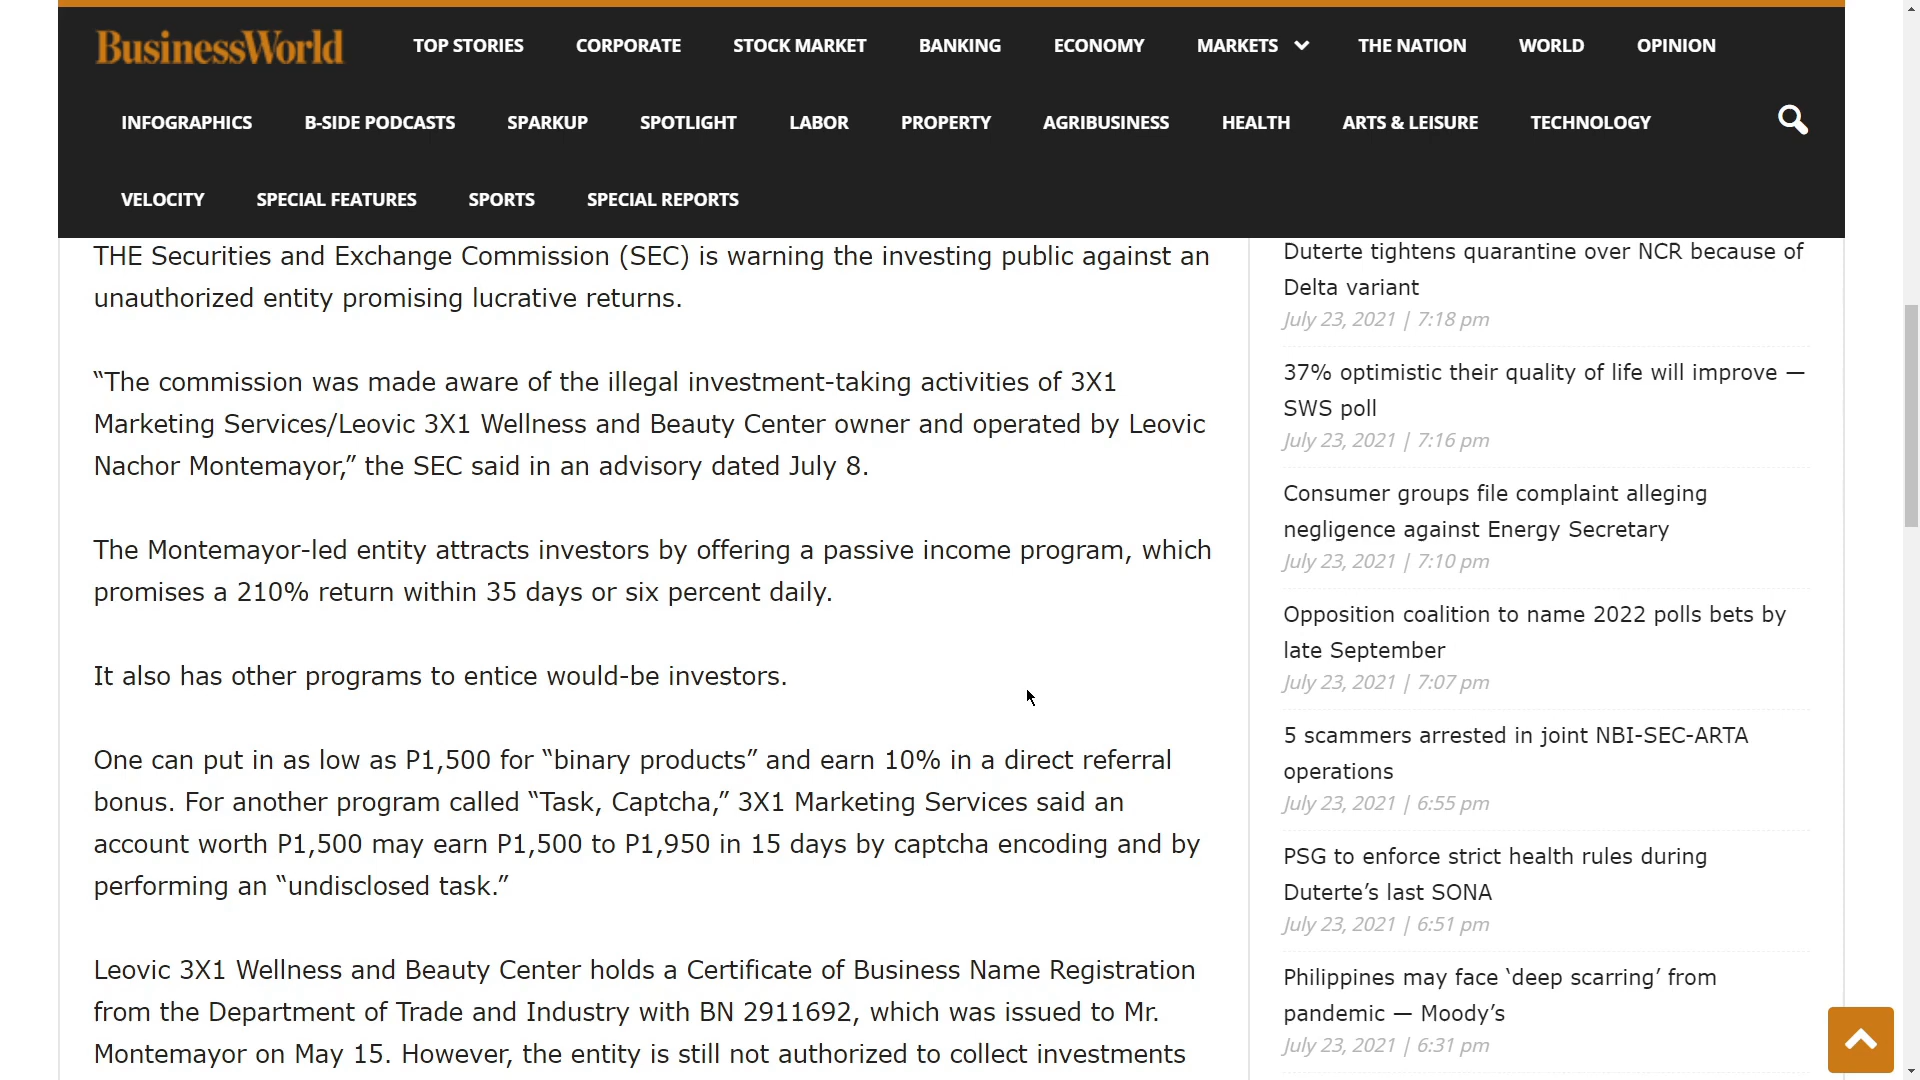 BusinessWorld
TOP STORIES CORPORATE STOCK MARKET BANKING ECONOMY MARKETS THE NATION WORLD OPINION
INFOGRAPHICS B-SIDE PODCASTS SPARKUP SPOTLIGHT LABOR PROPERTY AGRIBUSINESS HEALTH ARTS & LEISURE TECHNOLOGY
VELOCITY SPECIAL FEATURES SPORTS SPECIAL REPORTS
THE Securities and Exchange Commission (SEC) is warning the investing public against an
unauthorized entity promising lucrative returns.
“The commission was made aware of the illegal investment-taking activities of 3X1
Marketing Services/Leovic 3X1 Wellness and Beauty Center owner and operated by Leovic
Nachor Montemayor,” the SEC said in an advisory dated July 8.
The Montemayor-led entity attracts investors by offering a passive income program, which
promises a 210% return within 35 days or six percent daily.
It also has other programs to entice would-be investors.
One can put in as low as P1,500 for “binary products” and earn 10% in a direct referral
bonus. For another program called “Task, Captcha,” 3X1 Marketing Services said an
account worth P1,500 may earn P1,500 to P1,950 in 15 days by captcha encoding and by
performing an “undisclosed task.”
Leovic 3X1 Wellness and Beauty Center holds a Certificate of Business Name Registration
from the Department of Trade and Industry with BN 2911692, which was issued to Mr.
Montemayor on May 15. However, the entity is still not authorized to collect investments
Duterte tightens quarantine over NCR because of
Delta variant
July 23, 2021 | 7:18 pm
37% optimistic their quality of life will improve —
SWS poll
July 23, 2021 | 7:16 pm
Consumer groups file complaint alleging
negligence against Energy Secretary
July 23, 2021 | 7:10 pm
Opposition coalition to name 2022 polls bets by
late September
July 23, 2021 | 7:07 pm
5 scammers arrested in joint NBI-SEC-ARTA
operations
July 23, 2021 | 6:55 pm
PSG to enforce strict health rules during
Duterte’s last SONA
July 23, 2021 | 6:51 pm
Philippines may face ‘deep scarring’ from
pandemic — Moody’s
July 23, 2021 | 6:31 pm